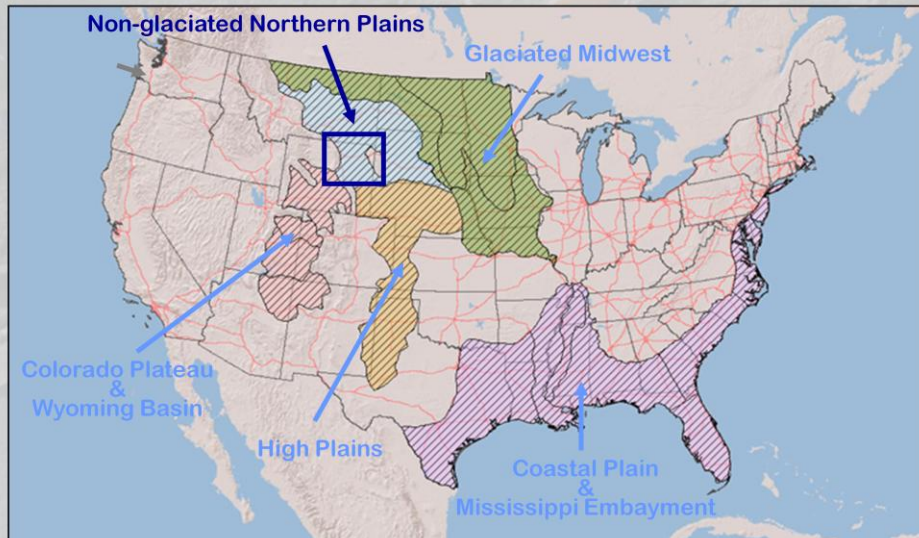 Non-glaciated Northern Plains
Glaciated Midwest
Colorado Plateau
&
Wyoming Basin
High Plains
Coastal Plain
&
Mississippi Embayment